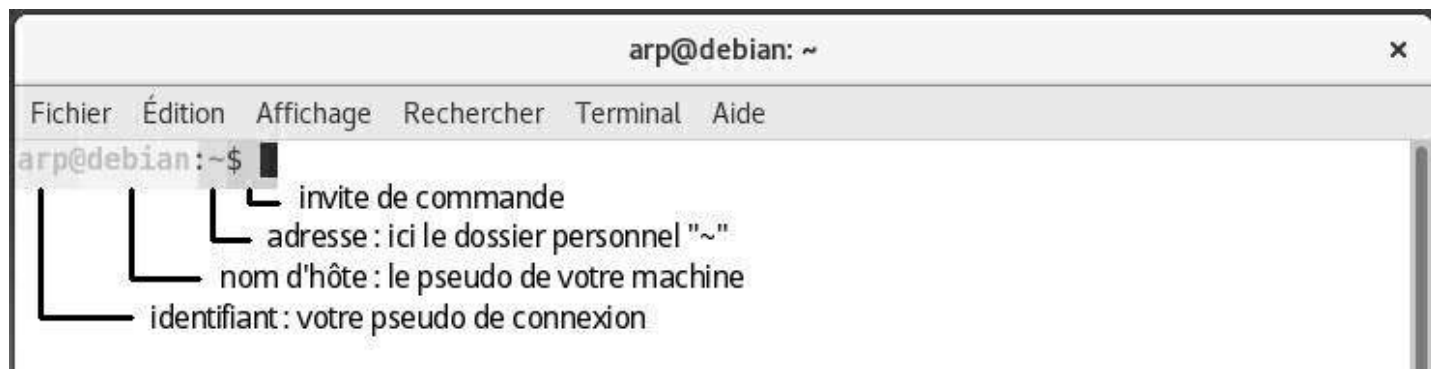 arp@debian: ~ ×
Fichier Édition Affichage Rechercher Terminal Aide
arp@debian:~$
invite de commande
adresse : ici le dossier personnel "~"
nom d'hôte : le pseudo de votre machine
identifiant : votre pseudo de connexion